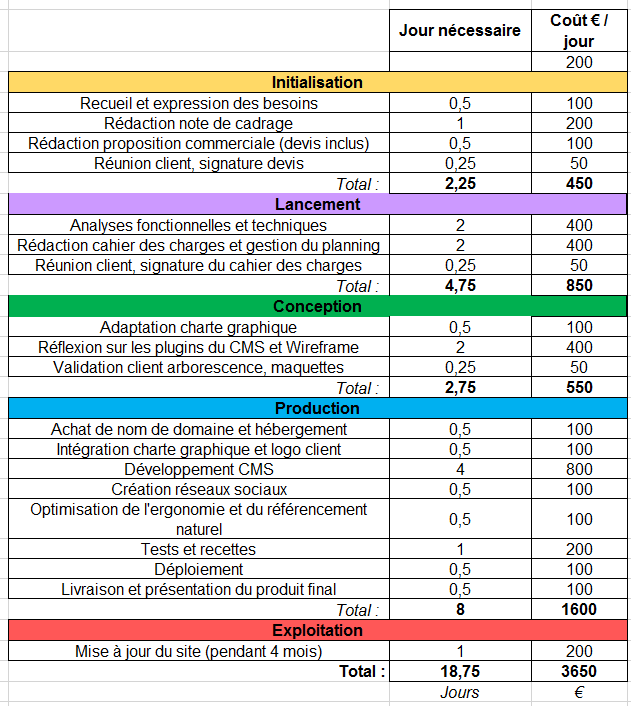 Jour nécessaire Coût € /
jour
200
Initialisation
Recueil et expression des besoins 0,5 100
Rédaction note de cadrage 1 200
Rédaction proposition commerciale (devis inclus) 0,5 100
Réunion client, signature devis 0,25 50
Total : 2,25 450
Lancement
Analyses fonctionnelles et techniques 2 400
Rédaction cahier des charges et gestion du planning 2 400
Réunion client, signature du cahier des charges 0,25 50
Total : 4,75 850
Conception
Adaptation charte graphique 0,5 100
Réflexion sur les plugins du CMS et Wireframe 2 400
Validation client arborescence, maquettes 0,25 50
Total : 2,75 550
Production
Achat de nom de domaine et hébergement 0,5 100
Intégration charte graphique et logo client 0,5 100
Développement CMS 4 800
Création réseaux sociaux 0,5 100
Optimisation de l'ergonomie et du référencement
naturel 0,5 100
Tests et recettes 1 200
Déploiement 0,5 100
Livraison et présentation du produit final 0,5 100
Total : 8 1600
Exploitation
Mise à jour du site (pendant 4 mois) 1 200
Total : 18,75 3650
Jours €